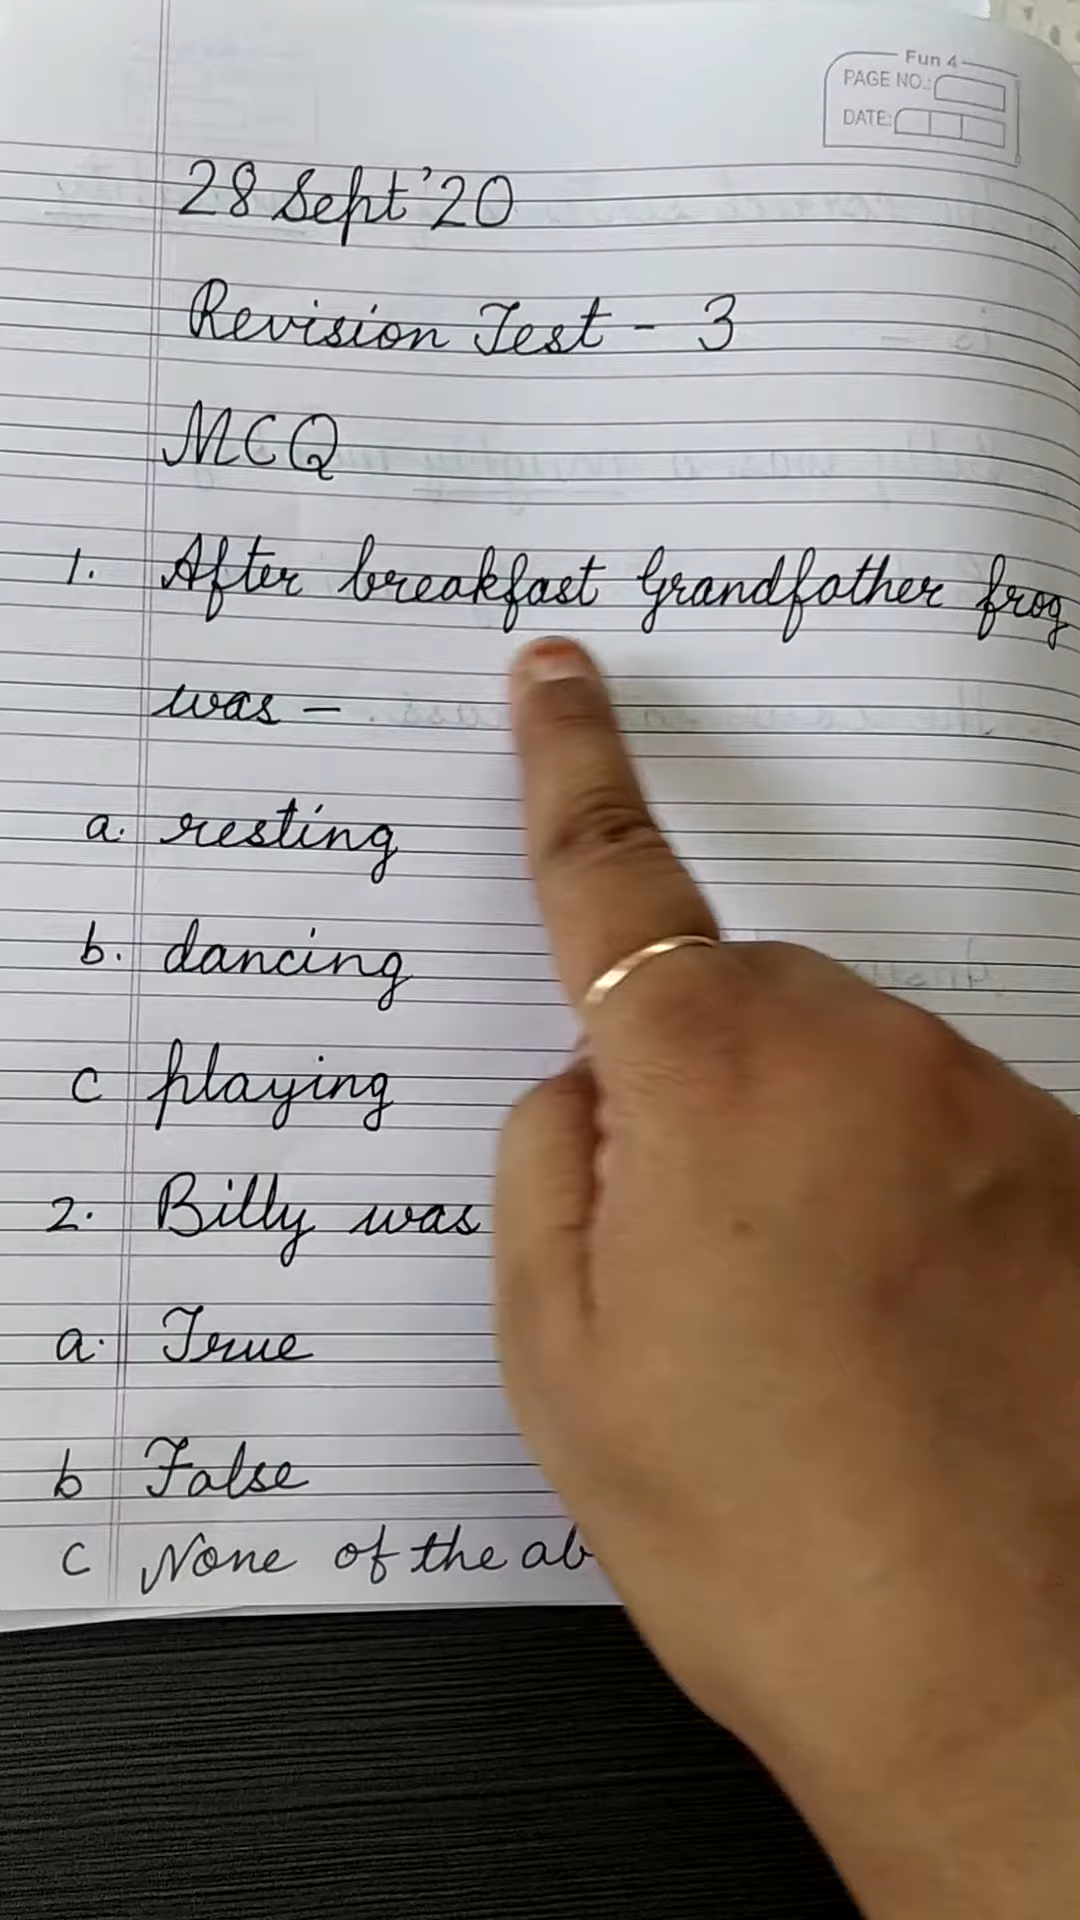 Fun 4
PAGE NO.:
DATE:
28 Sept '20
Revision Test - 3
MCQ
1. After breakfast Grandfather frog
was –
a. resting
b. dancing
c playing
2. Billy was
a. True
b False
c None of the ab